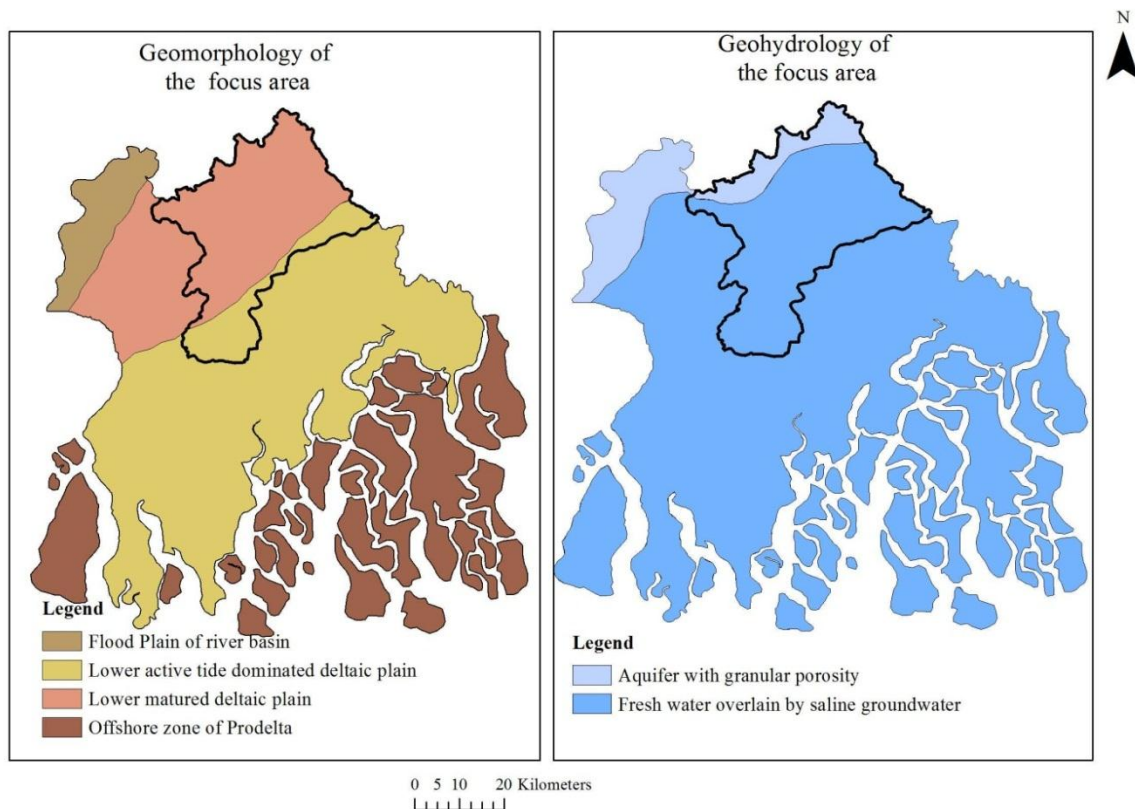 N
Geomorphology of
the focus area
Legend
Flood Plain of river basin
Lower active tide dominated deltaic plain
Lower matured deltaic plain
Offshore zone of Prodelta
Geohydrology of
the focus area
Legend
Aquifer with granular porosity
Fresh water overlain by saline groundwater
0 5 10 20 Kilometers